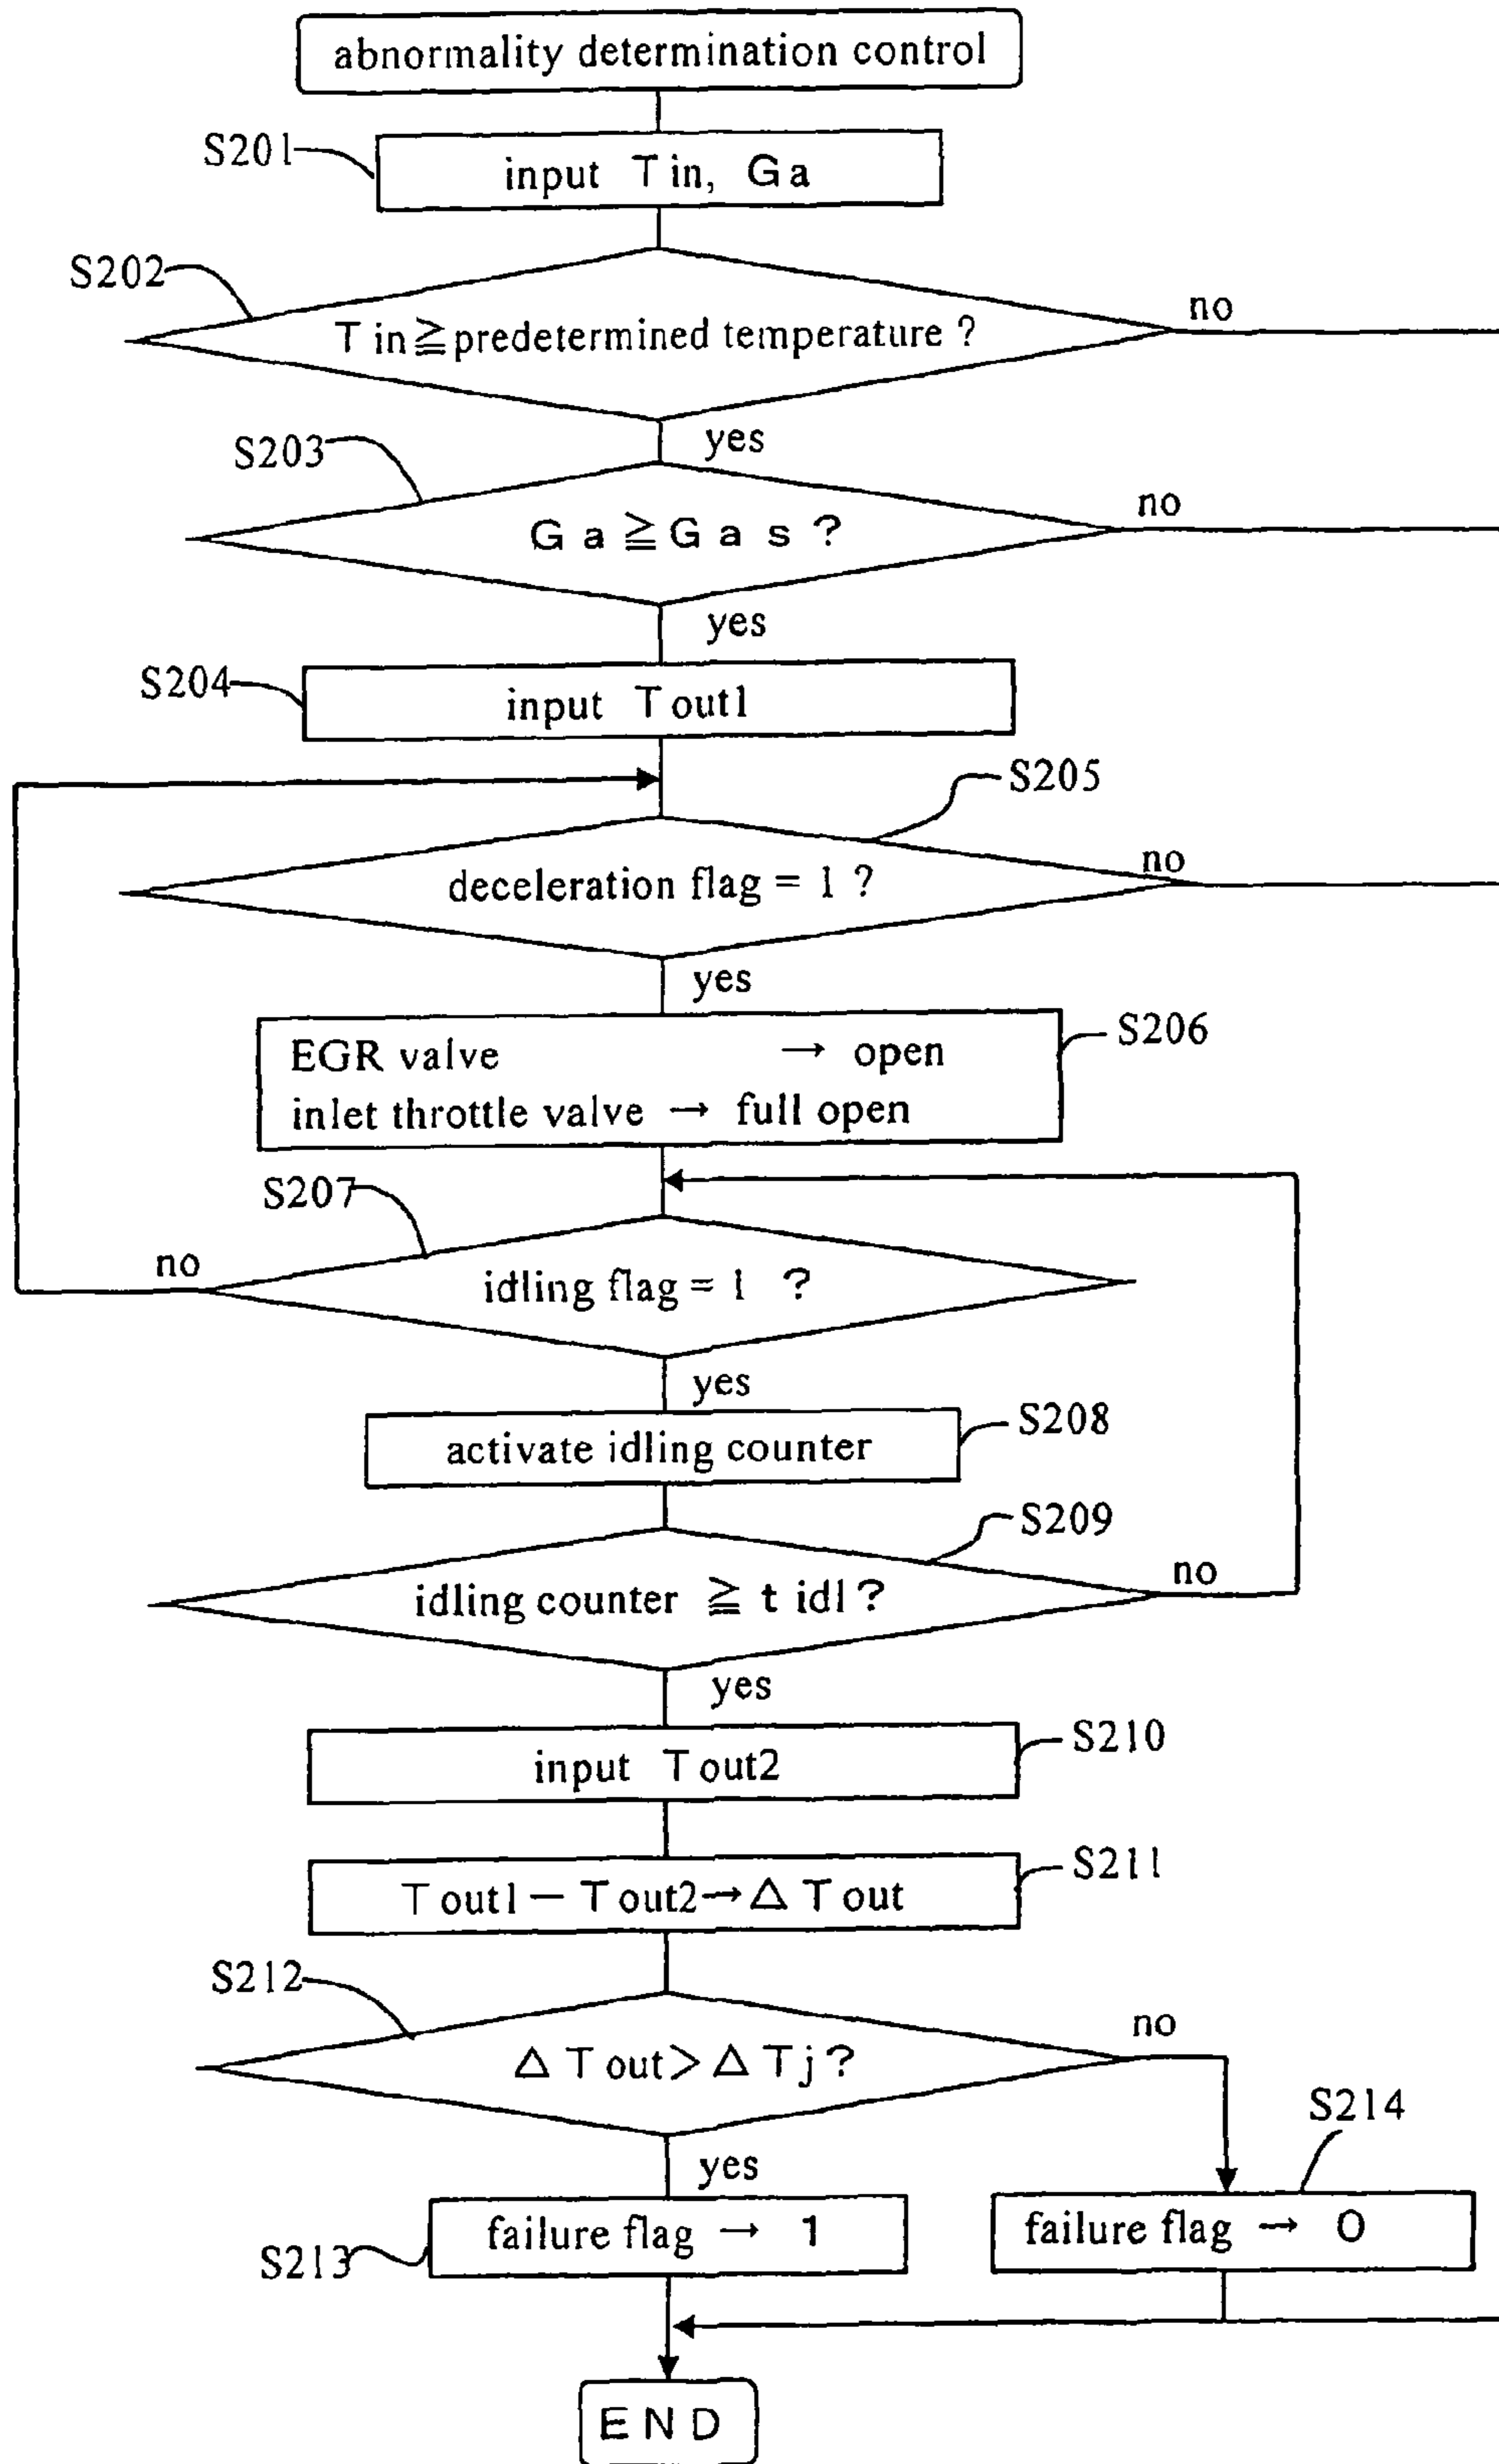 abnormality determination control
S201
input Tin, Ga
S202
Tin≧predetermined temperature ?
no
yes
S203
Ga≧Gas ?
no
yes
S204
input Tout1
S205
deceleration flag = 1 ?
no
yes
S206
EGR valve → open
inlet throttle valve → full open
S207
idling flag = 1 ?
no
yes
activate idling counter
S208
S209
idling counter ≧ t idl ?
no
yes
input Tout2
S210
Tout1 − Tout2→△Tout
S211
S212
△Tout>△Tj ?
no
yes
S214
failure flag → 1
failure flag → 0
S213
END